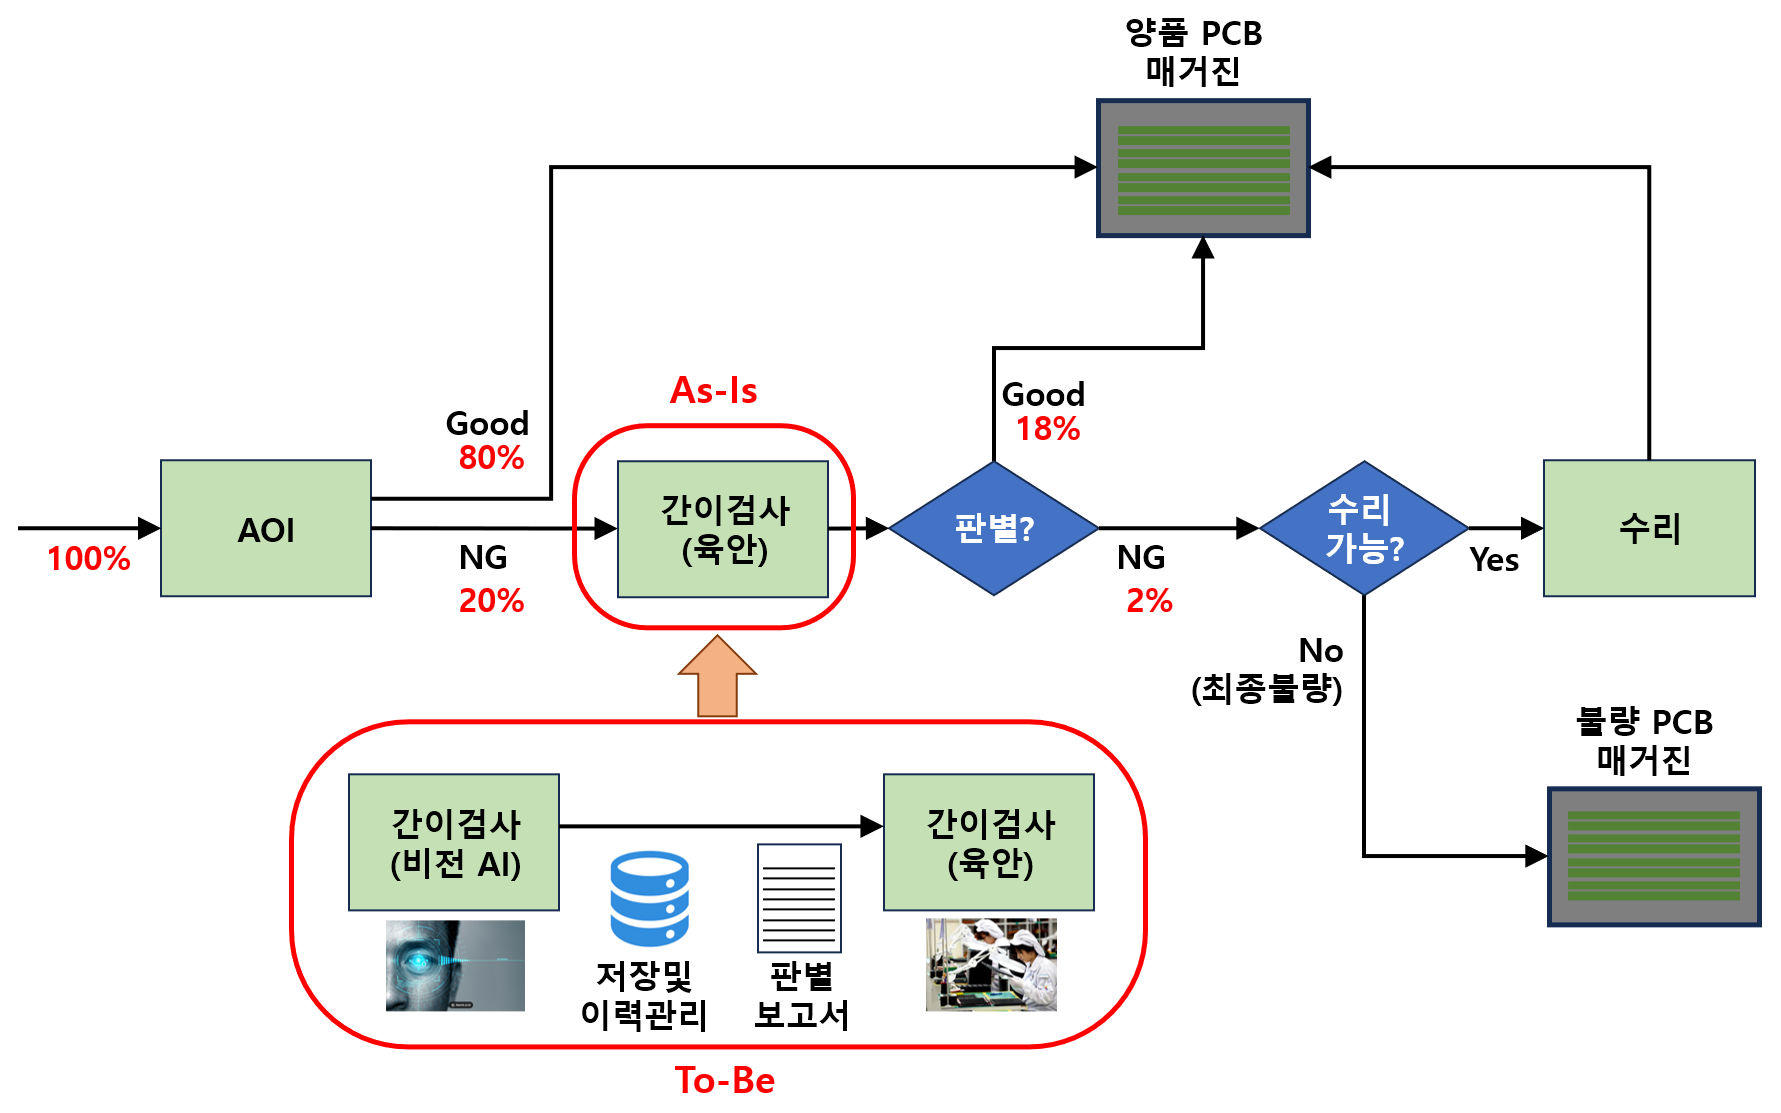 양품 PCB
매거진
As-Is
Good
80%
Good
18%
100%
AOI
NG
20%
간이검사
(육안)
판별?
NG
2%
수리
가능?
Yes
수리
No
(최종불량)
불량 PCB
매거진
간이검사
(비전 AI)
간이검사
(육안)
저장및
이력관리
판별
보고서
To-Be